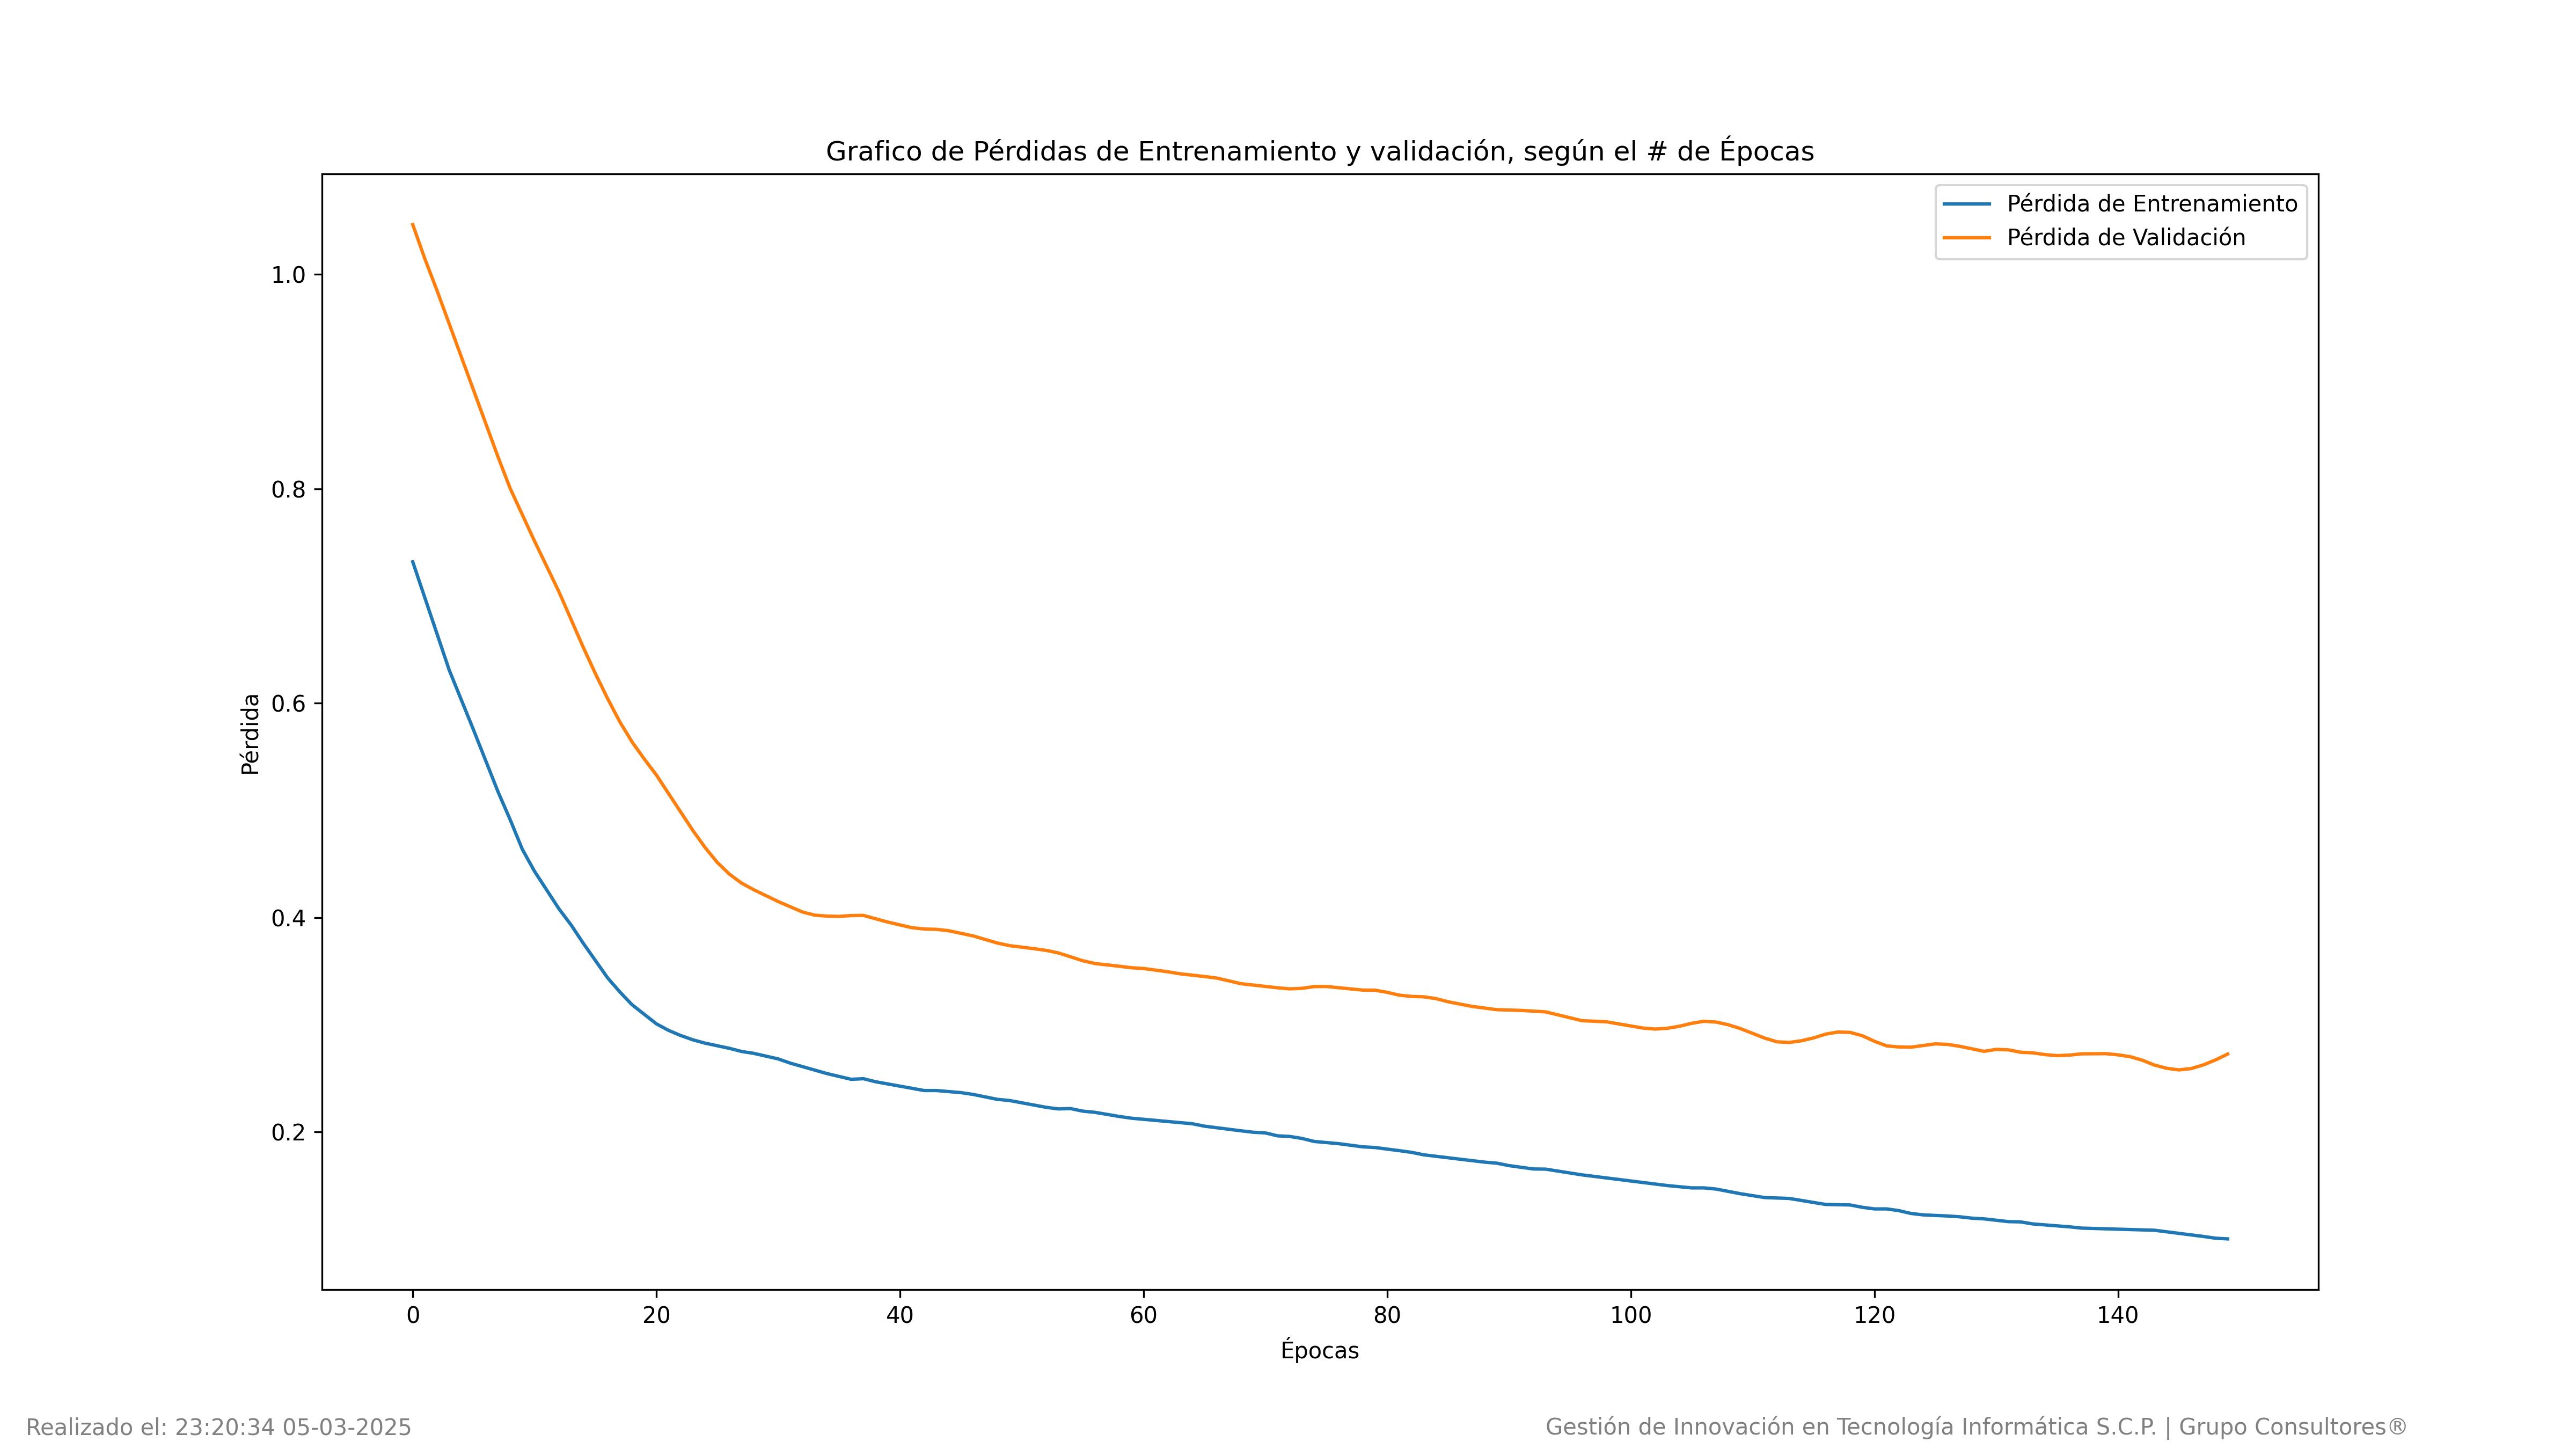 Grafico de Pérdidas de Entrenamiento y validación, según el # de Épocas
Pérdida de Entrenamiento
Pérdida de Validación
1.0
0.8
0.6
0.4
0.2
Pérdida
0 20 40 60 80 100 120 140
Épocas
Realizado el: 23:20:34 05-03-2025
Gestión de Innovación en Tecnología Informática S.C.P. | Grupo Consultores®